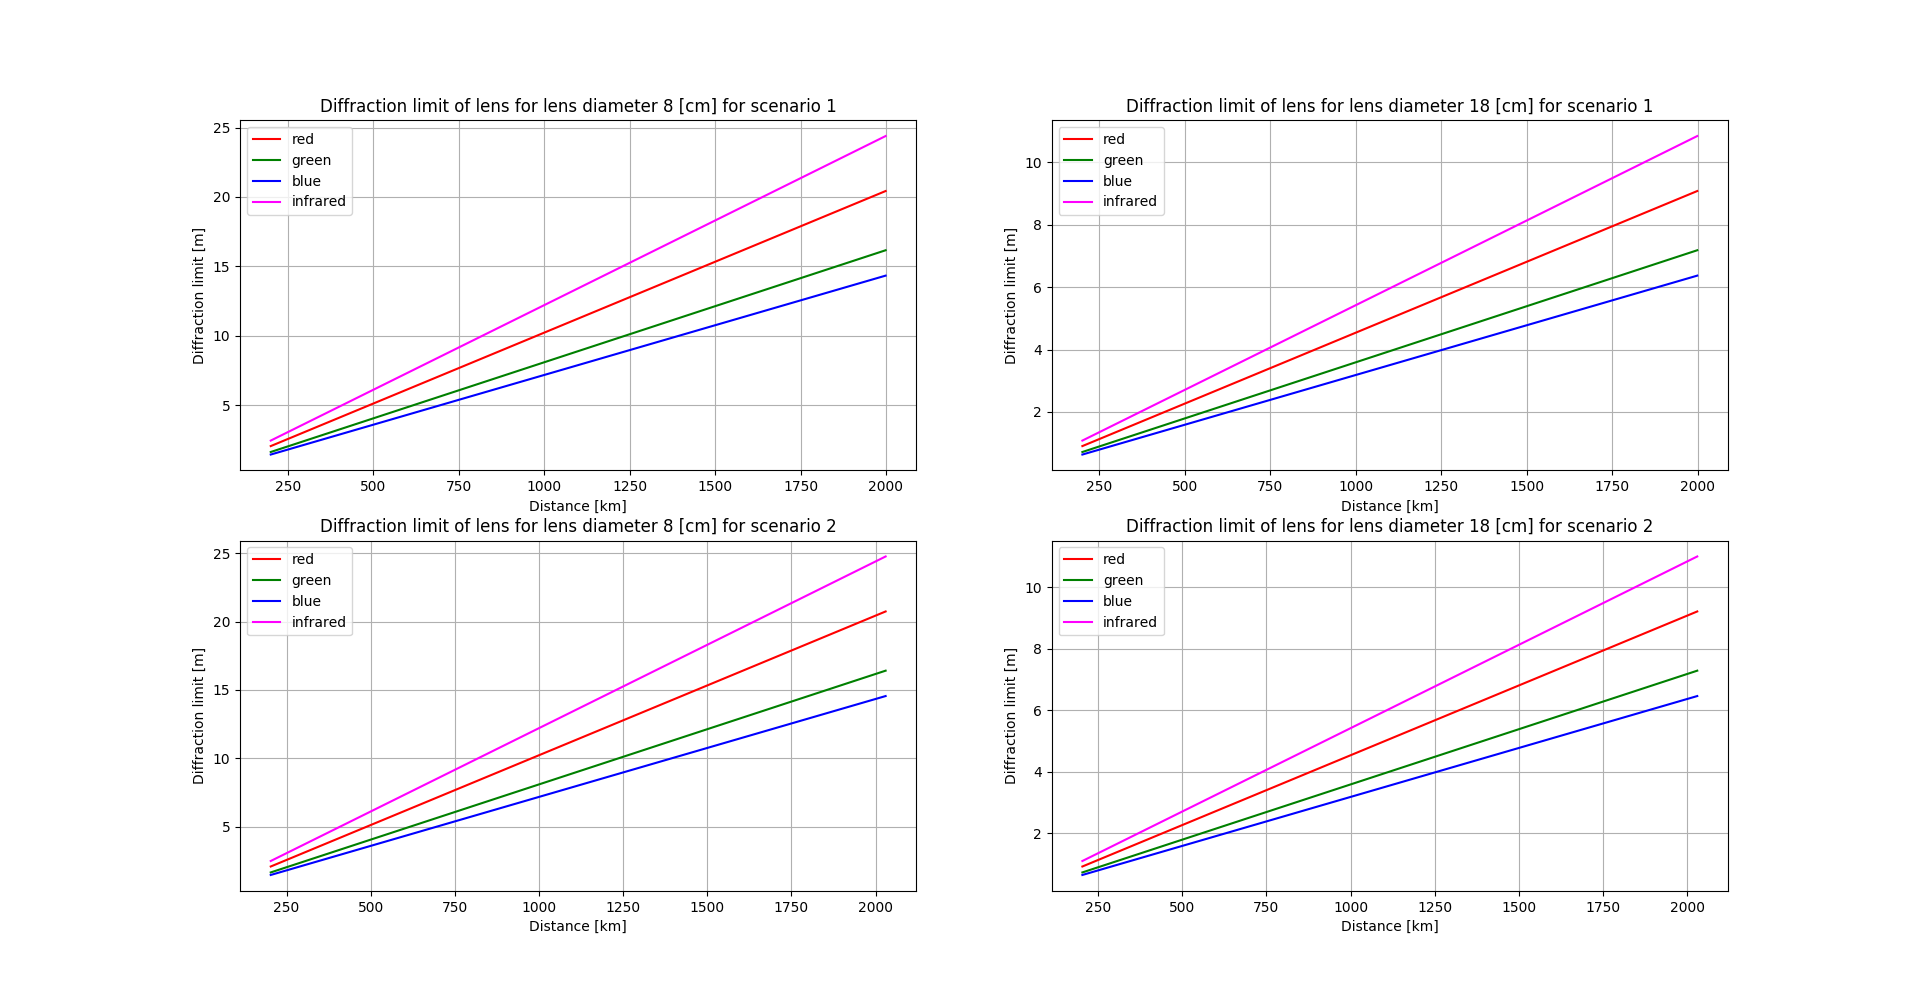 Diffraction limit of lens for lens diameter 8 [cm] for scenario 1
red
green
blue
infrared
25
20
15
10
5
Diffraction limit [m]
250 500 750 1000 1250 1500 1750 2000
Distance [km]
Diffraction limit of lens for lens diameter 18 [cm] for scenario 1
red
green
blue
infrared
10
8
6
4
2
Diffraction limit [m]
250 500 750 1000 1250 1500 1750 2000
Distance [km]
Diffraction limit of lens for lens diameter 8 [cm] for scenario 2
red
green
blue
infrared
25
20
15
10
5
Diffraction limit [m]
250 500 750 1000 1250 1500 1750 2000
Distance [km]
Diffraction limit of lens for lens diameter 18 [cm] for scenario 2
red
green
blue
infrared
10
8
6
4
2
Diffraction limit [m]
250 500 750 1000 1250 1500 1750 2000
Distance [km]